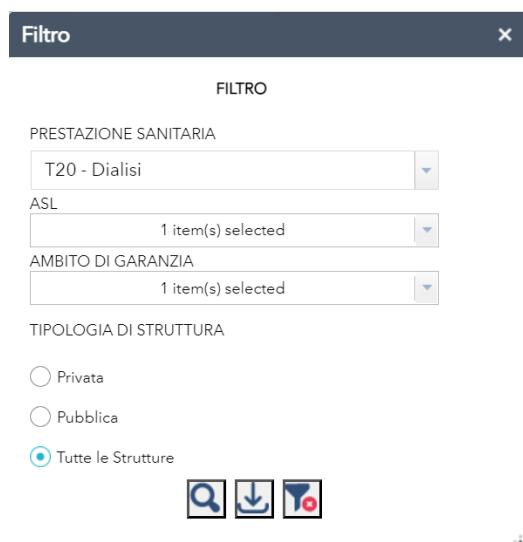 Filtro
FILTRO
PRESTAZIONE SANITARIA
T20 - Dialisi
ASL
1 item(s) selected
AMBITO DI GARANZIA
1 item(s) selected
TIPOLOGIA DI STRUTTURA
Privata
Pubblica
Tutte le Strutture